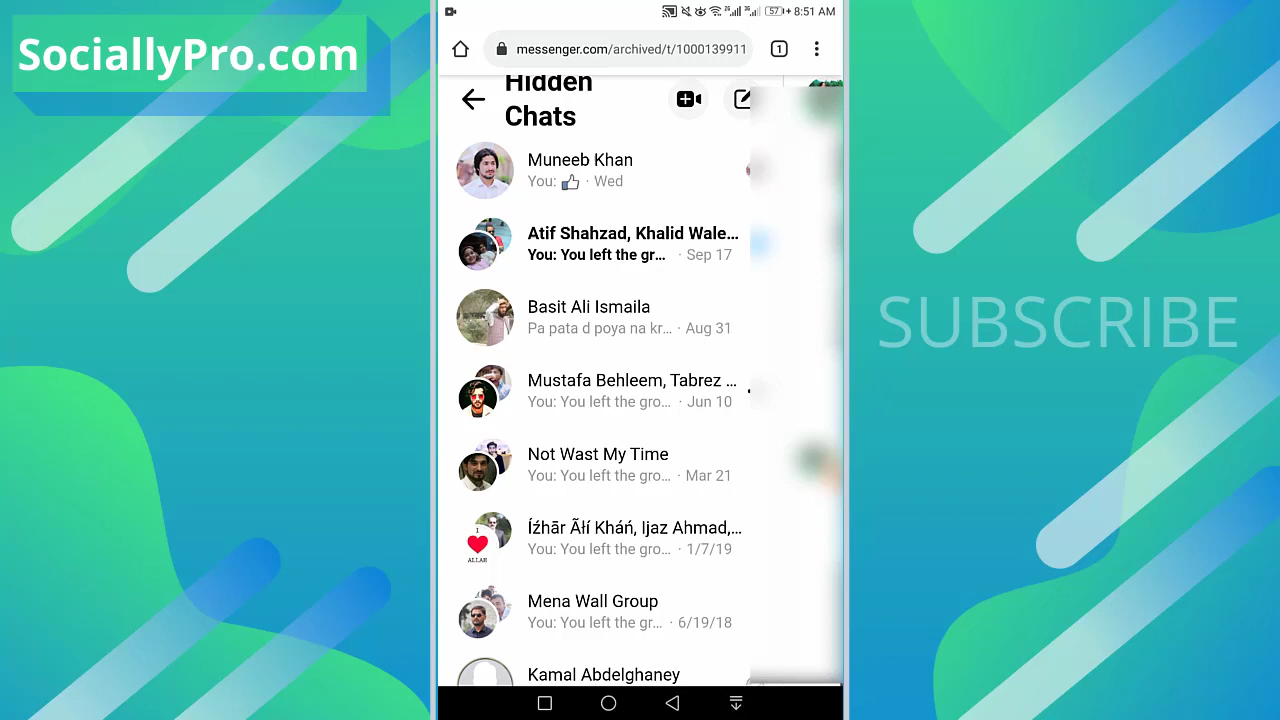 SociallyPro.com
57 8:51 AM
messenger.com/archived/t/1000139911
1
Hidden
Chats
Muneeb Khan
You: 👍 · Wed
Atif Shahzad, Khalid Wale...
You: You left the gr... · Sep 17
Basit Ali Ismaila
Pa pata d poya na kr... · Aug 31
Mustafa Behleem, Tabrez ...
You: You left the gro... · Jun 10
Not Wast My Time
You: You left the gro... · Mar 21
Íźhār Ãłí Kháń, Ijaz Ahmad,...
You: You left the gro... · 1/7/19
I
ALLAH
Mena Wall Group
You: You left the gr... · 6/19/18
Kamal Abdelghaney
SUBSCRIBE